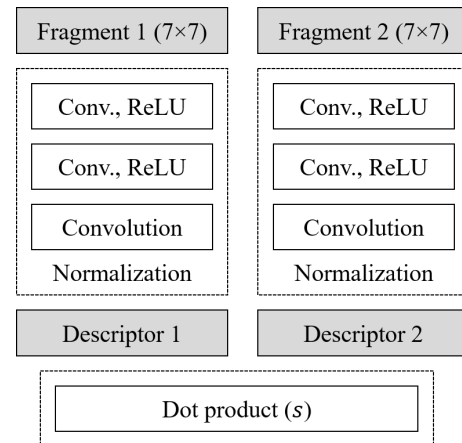 Fragment 1 (7×7)
Fragment 2 (7×7)
Conv., ReLU
Conv., ReLU
Conv., ReLU
Conv., ReLU
Convolution
Convolution
Normalization
Normalization
Descriptor 1
Descriptor 2
Dot product (s)